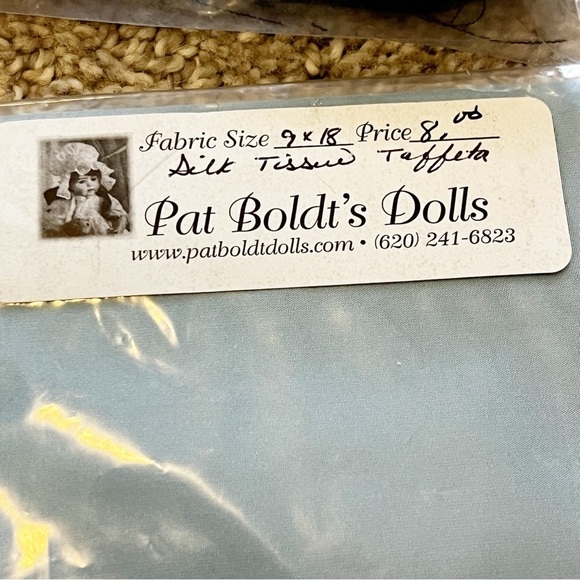 Fabric Size 9 x 18 Price 8.00
Silk Tissue Taffeta
Pat Boldt's Dolls
www.patboldtdolls.com • (620) 241-6823